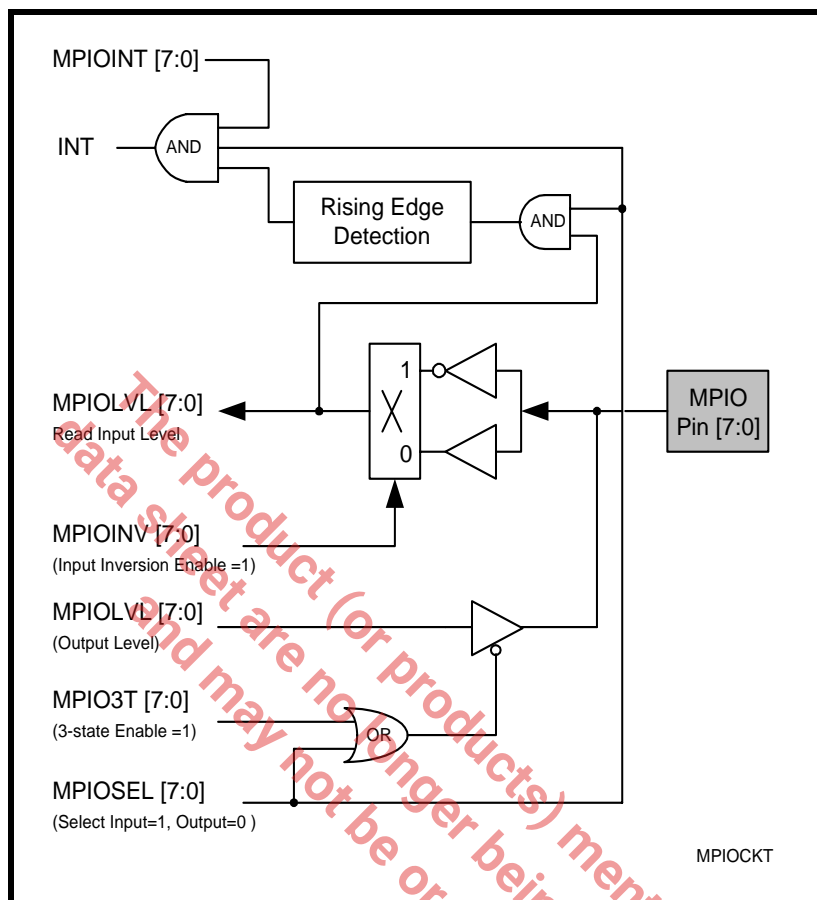 MPIOINT [7:0]
INT
AND
Rising Edge
Detection
AND
1
0
MPIOLVL [7:0]
Read Input Level
MPIO
Pin [7:0]
MPIOINV [7:0]
(Input Inversion Enable =1)
MPIOLVL [7:0]
(Output Level)
MPIO3T [7:0]
(3-state Enable =1)
OR
MPIOSEL [7:0]
(Select Input=1, Output=0 )
MPIOCKT
The product (or products) ment
data sheet are no longer bein
and may not be or